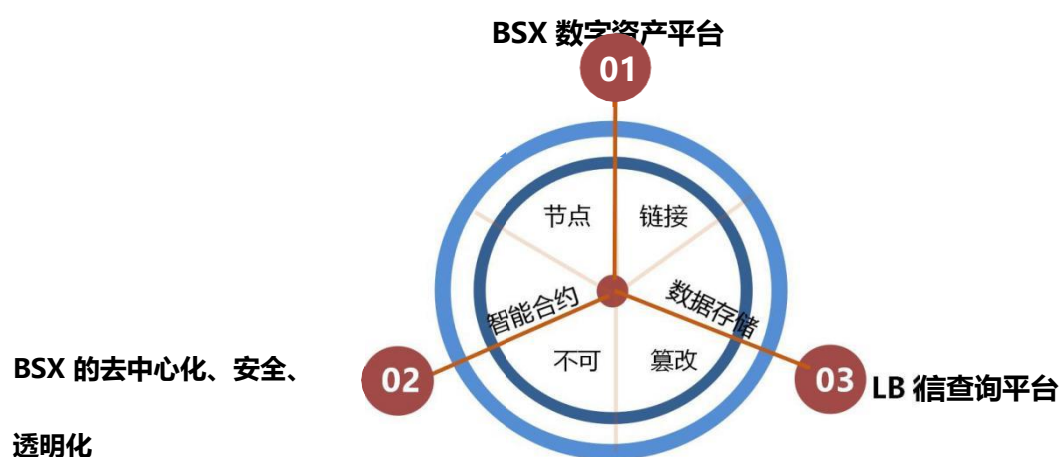 BSX 数字资产平台
01
节点 链接
智能合约 数据存储
不可 篡改
02
BSX 的去中心化、安全、
透明化
03
LB 信查询平台